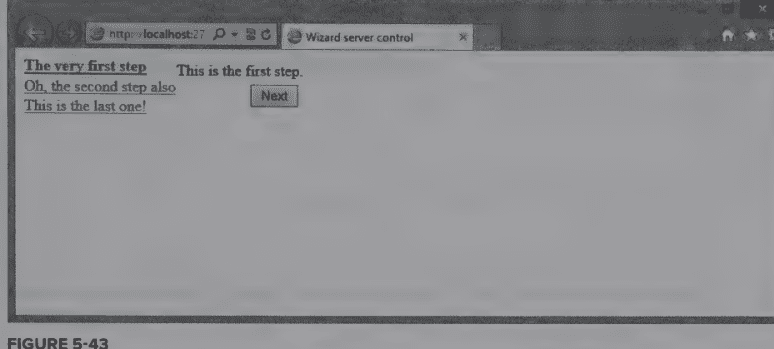 http://localhost:27
Wizard server control
The very first step
This is the first step.
Oh, the second step also
Next
This is the last one!
FIGURE 5-43